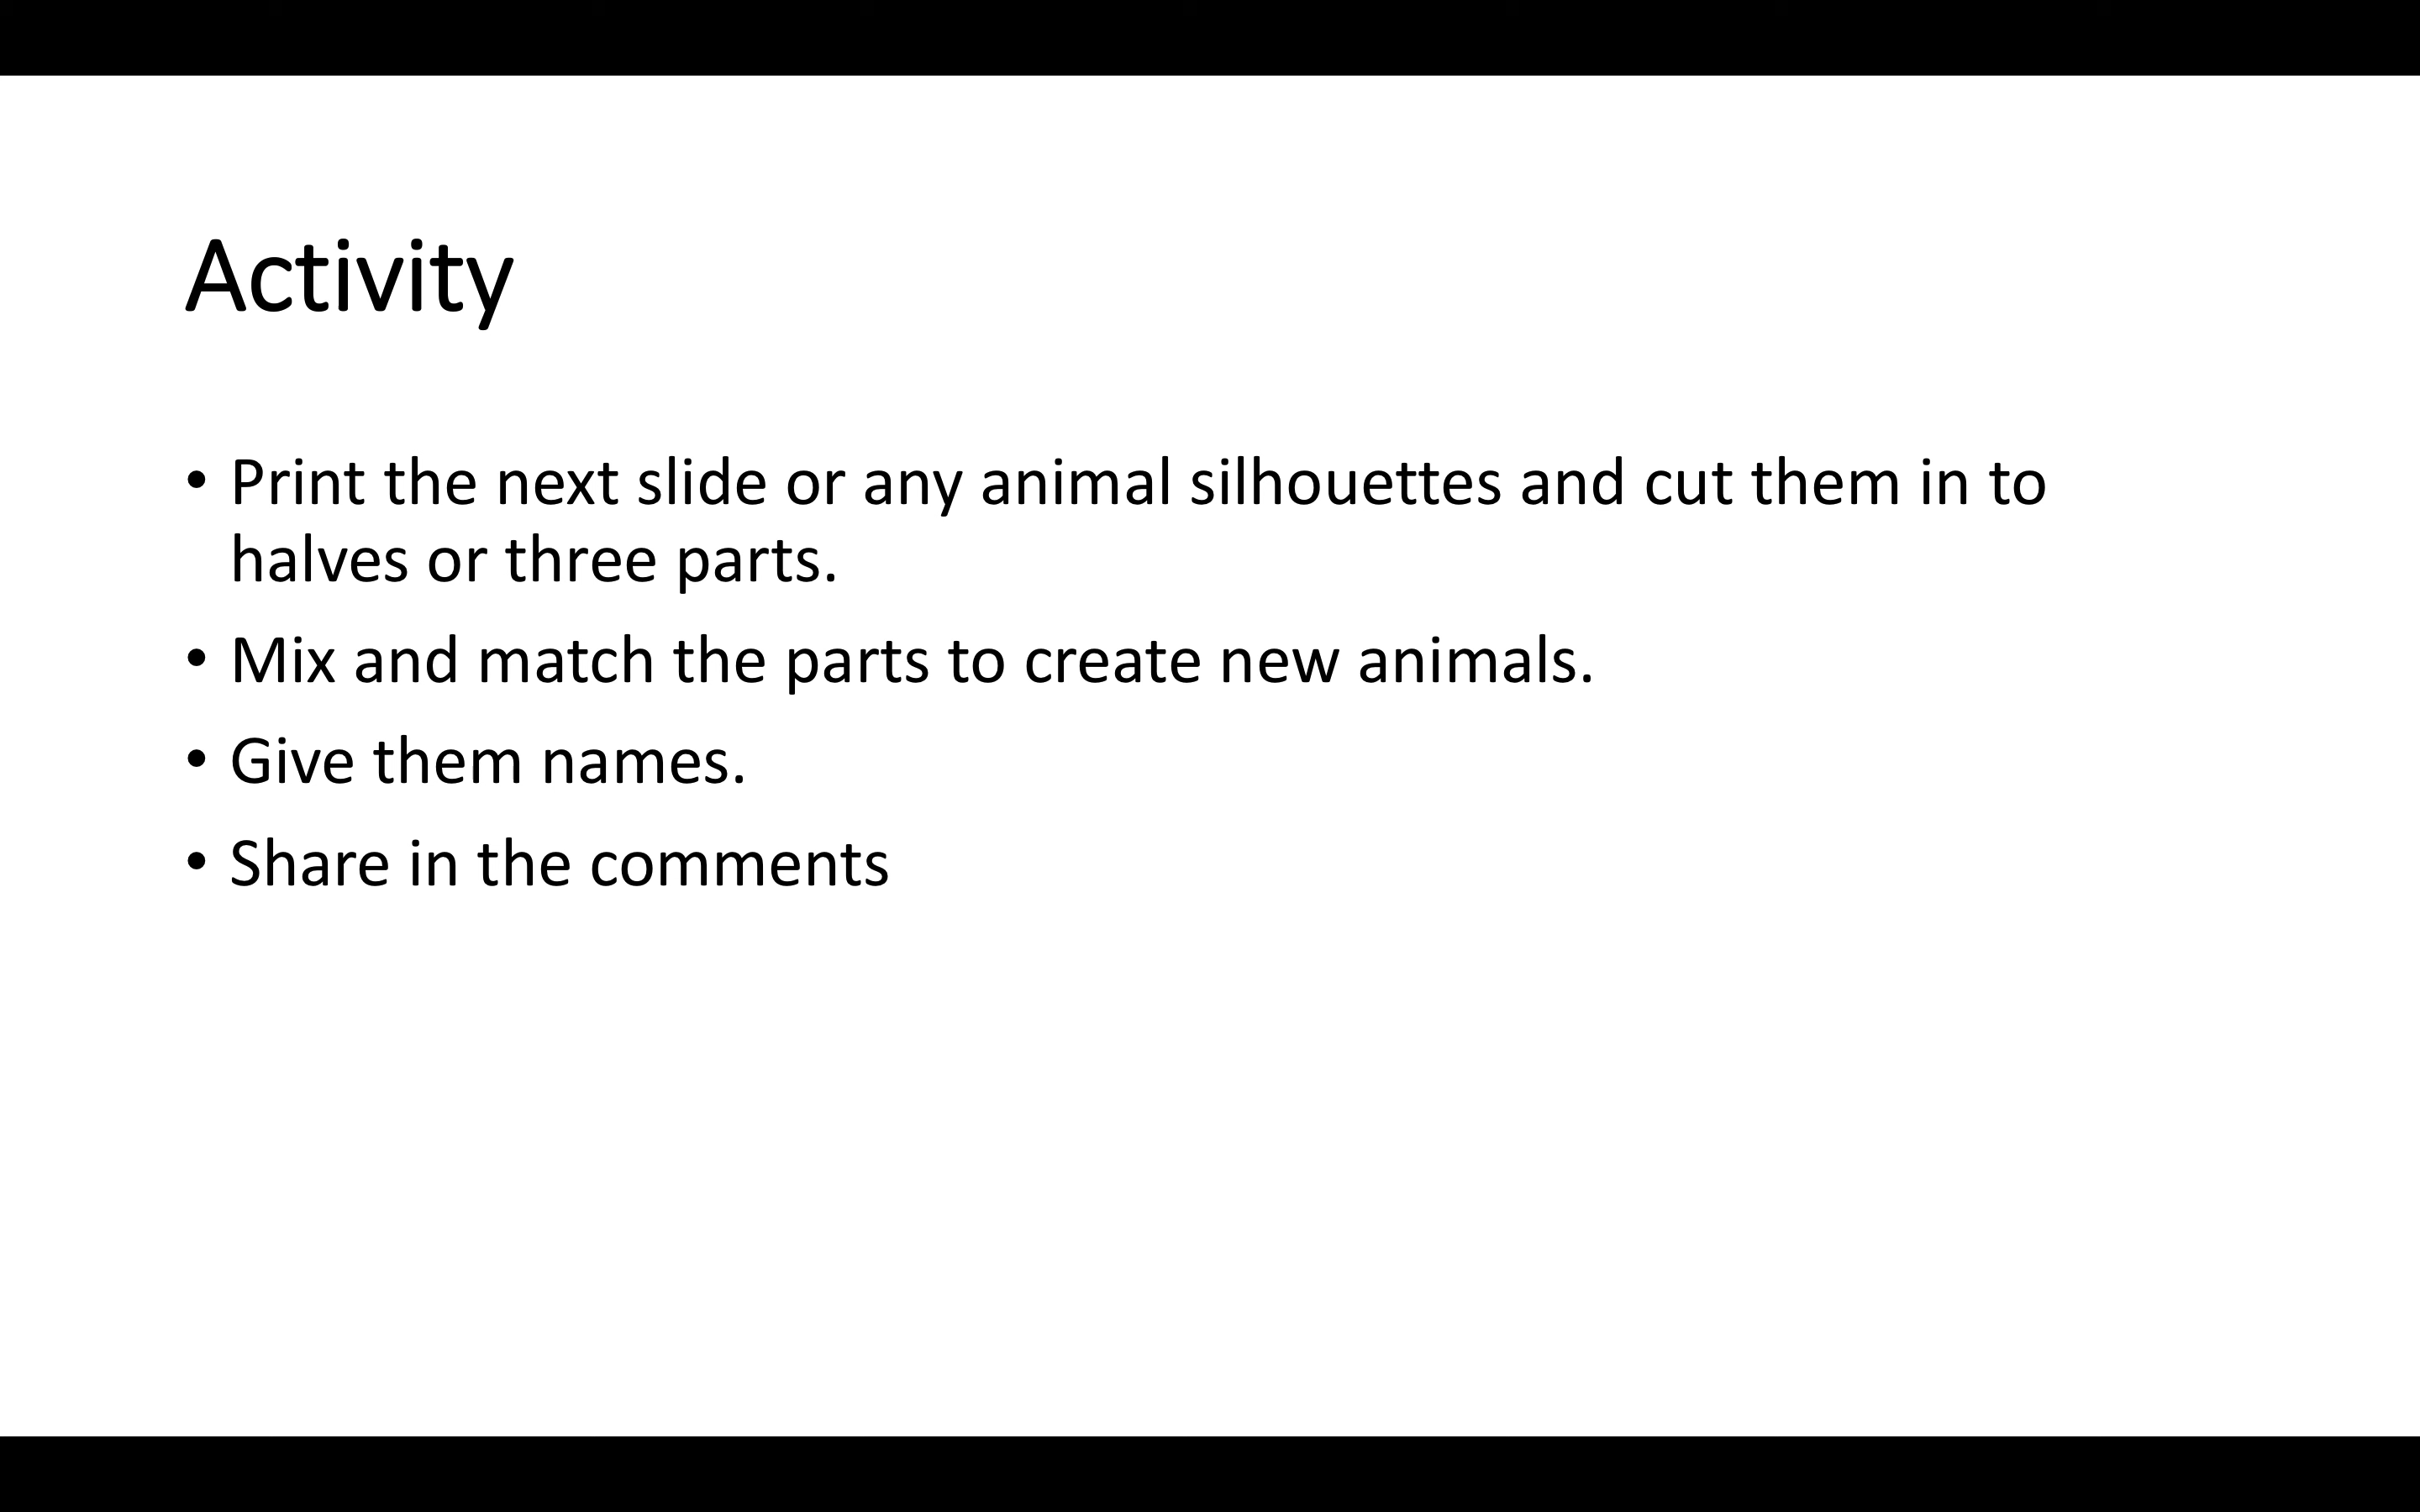 Activity
• Print the next slide or any animal silhouettes and cut them in to
halves or three parts.
• Mix and match the parts to create new animals.
• Give them names.
• Share in the comments